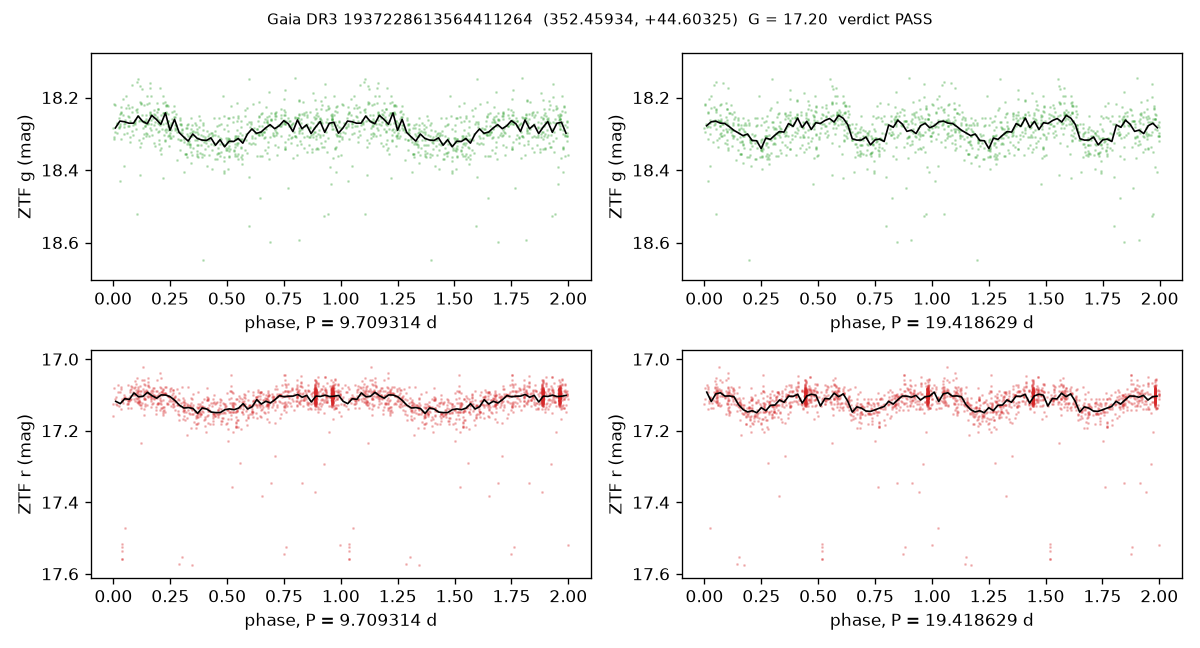 Gaia DR3 1937228613564411264  (352.45934, +44.60325)  G = 17.20  verdict PASS
ZTF g (mag)
18.2
18.4
18.6
0.00 0.25 0.50 0.75 1.00 1.25 1.50 1.75 2.00
phase, P = 9.709314 d
ZTF g (mag)
18.2
18.4
18.6
0.00 0.25 0.50 0.75 1.00 1.25 1.50 1.75 2.00
phase, P = 19.418629 d
ZTF r (mag)
17.0
17.2
17.4
17.6
0.00 0.25 0.50 0.75 1.00 1.25 1.50 1.75 2.00
phase, P = 9.709314 d
ZTF r (mag)
17.0
17.2
17.4
17.6
0.00 0.25 0.50 0.75 1.00 1.25 1.50 1.75 2.00
phase, P = 19.418629 d